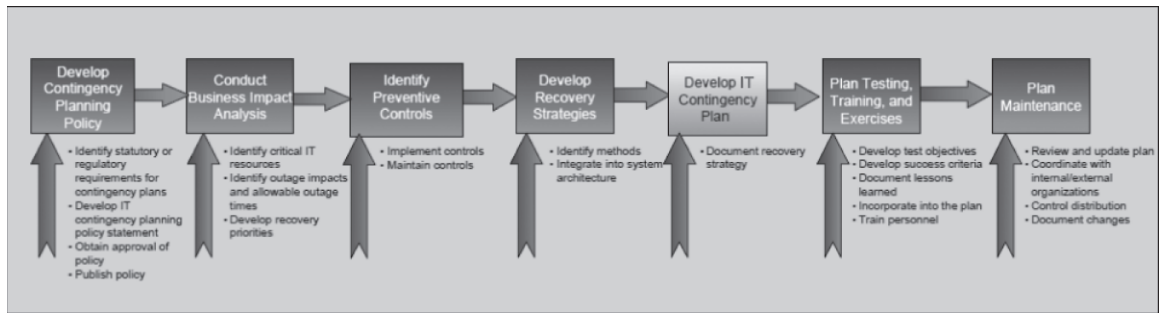 Develop
Contingency
Planning
Policy
• Identify statutory or
regulatory
requirements for
contingency plans
• Develop IT
contingency planning
policy statement
• Obtain approval of
policy
• Publish policy
Conduct
Business Impact
Analysis
• Identify critical IT
resources
• Identify outage impacts
and allowable outage
times
• Develop recovery
priorities
Identify
Preventive
Controls
• Implement controls
• Maintain controls
Develop
Recovery
Strategies
• Identify methods
• Integrate into system
architecture
Develop IT
Contingency
Plan
• Document recovery
strategy
Plan Testing,
Training, and
Exercises
• Develop test objectives
• Develop success criteria
• Document lessons
learned
• Incorporate into the plan
• Train personnel
Plan
Maintenance
• Review and update plan
• Coordinate with
internal/external
organizations
• Control distribution
• Document changes